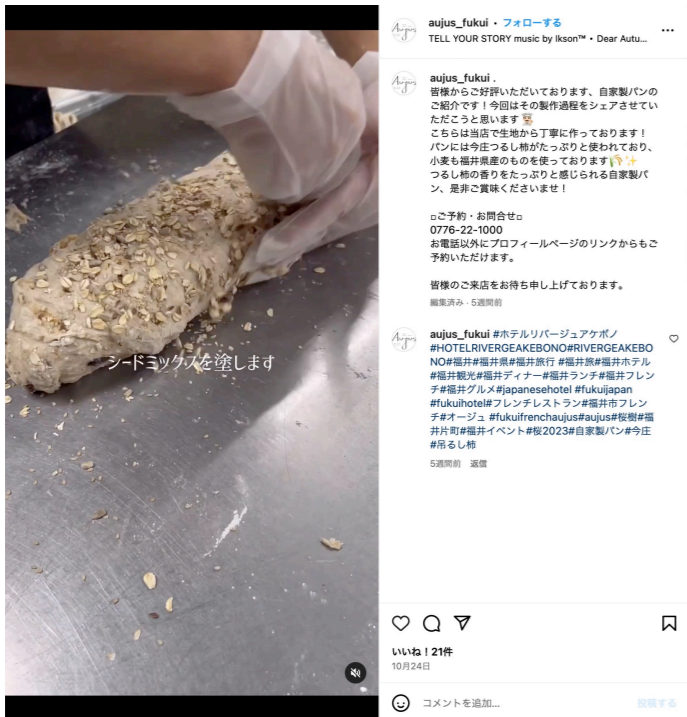 aujus_fukui • フォローする
TELL YOUR STORY music by Ikson™ • Dear Autu...
aujus_fukui .
皆様からご好評いただいております、自家製パンの
ご紹介です！今回はその製作過程をシェアさせてい
ただこうと思います
こちらは当店で生地から丁寧に作っております！
パンには今庄つるし柿がたっぷりと使われており、
小麦も福井県産のものを使っております🌾✨
つるし柿の香りをたっぷりと感じられる自家製パ
ン、是非ご賞味くださいませ！
▫ご予約・お問合せ▫
0776-22-1000
お電話以外にプロフィールページのリンクからもご
予約いただけます。
皆様のご来店をお待ち申し上げております。
編集済み・5週間前
シードミックスを塗します
aujus_fukui #ホテルリバージュアケボノ
#HOTELRIVERGEAKEBONO#RIVERGEAKEBO
NO#福井#福井県#福井旅行 #福井旅#福井ホテル
#福井観光#福井ディナー#福井ランチ#福井フレン
チ#福井グルメ#japanesehotel #fukuijapan
#fukuihotel#フレンチレストラン#福井市フレン
チ#オージュ #fukuifrenchaujus#aujus#桜樹#福
井片町#福井イベント#桜2023#自家製パン#今庄
#吊るし柿
5週間前 返信
いいね！21件
10月24日
コメントを追加...
投稿する